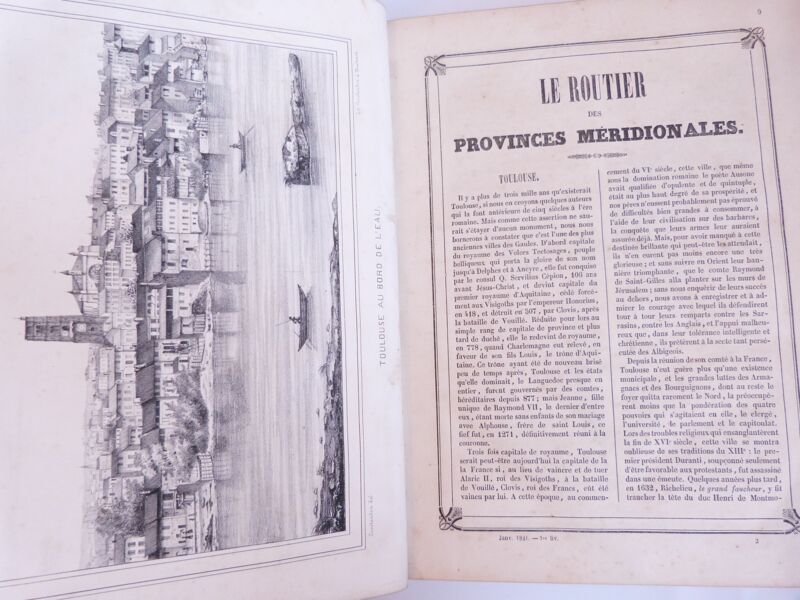 TOULOUSE AU BORD DE L'EAU.
9
LE ROUTIER
DES
PROVINCES MÉRIDIONALES.
TOULOUSE.
Il y a plus de trois mille ans qu'existerait
Toulouse, si nous en croyons quelques auteurs
qui la font antérieure de cinq siècles à l'ère
romaine. Mais comme cette assertion ne sau-
rait s'étayer d'aucun monument, nous nous
bornerons à constater que c'est l'une des plus
anciennes villes des Gaules. D'abord capitale
du royaume des Volces Tectosages, peuple
belliqueux qui porta la gloire de son nom
jusqu'à Delphes et à Ancyre, elle fut conquise
par le consul Q. Servilius Cépion, 106 ans
avant Jésus-Christ, et devint capitale du
premier royaume d'Aquitaine, cédé forcé-
ment aux Visigoths par l'empereur Honorius,
en 418, et détruit en 507, par Clovis, après
la bataille de Vouillé. Réduite pour lors au
simple rang de capitale de province et plus
tard de duché, elle le redevint de royaume,
en 778, quand Charlemagne eut relevé, en
faveur de son fils Louis, le trône d'Aqui-
taine. Ce trône ayant été de nouveau brisé
peu de temps après, Toulouse et les états
qu'elle dominait, le Languedoc presque en
entier, furent gouvernés par des comtes,
héréditaires depuis 877; mais Jeanne, fille
unique de Raymond VII, le dernier d'entre
eux, étant morte sans enfants de son mariage
avec Alphonse, frère de saint Louis, ce
fief fut, en 1271, définitivement réuni à la
couronne.
Trois fois capitale de royaume, Toulouse
serait peut-être aujourd'hui la capitale de la
la France si, au lieu de vaincre et de tuer
Alaric II, roi des Visigoths, à la bataille
de Vouillé, Clovis, roi des Francs, eût été
vaincu par lui. A cette époque, au commen-
cement du VIe siècle, cette ville, que même
sous la domination romaine le poète Ausone
avait qualifiée d'opulente et de quintuple,
était au plus haut degré de sa prospérité, et
nos pères n'eussent probablement pas éprouvé
de difficultés bien grandes à consommer, à
l'aide de leur civilisation sur des barbares,
la conquête que leurs armes leur auraient
assurée déjà. Mais, pour avoir manqué à cette
destinée brillante qui peut-être les attendait,
ils n'en eurent pas moins encore une très
glorieuse: et sans suivre en Orient leur ban-
nière triomphante, que le comte Raymond
de Saint-Gilles alla planter sur les murs de
Jérusalem; sans nous enquérir de leurs succès
au dehors, nous avons à enregistrer et à ad-
mirer le courage avec lequel ils défendirent
tour à tour leurs remparts contre les Sar-
rasins, contre les Anglais, et l'appui malheu-
reux que, dans leur tolérance intelligente et
chrétienne, ils prêtèrent à la secte tant persé-
cutée des Albigeois.
Depuis la réunion de son comté à la France,
Toulouse n'eut guère plus qu'une existence
municipale, et les grandes luttes des Arma-
gnacs et des Bourguignons, dont au reste le
foyer quitta rarement le Nord, la préoccupè-
rent moins que la pondération des quatre
pouvoirs qui s'agitaient en elle, le clergé,
l'université, le parlement et le capitoulat.
Lors des troubles religieux qui ensanglantèrent
la fin de XVIe siècle, cette ville se montra
oublieuse de ses traditions du XIIIe: le pre-
mier président Duranti, soupçonné seulement
d'être favorable aux protestants, fut assassiné
dans une émeute. Quelques années plus tard,
en 1632, Richelieu, le grand faucheur, y fit
trancher la tête du duc Henri de Montmo-
Janv. 1841. — 1re liv.
2